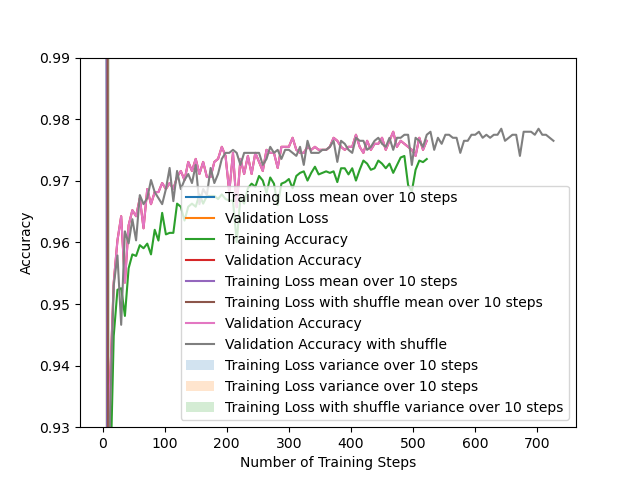 0.99
0.98
0.97
0.96
0.95
0.94
0.93
Accuracy
Training Loss mean over 10 steps
Validation Loss
Training Accuracy
Validation Accuracy
Training Loss mean over 10 steps
Training Loss with shuffle mean over 10 steps
Validation Accuracy
Validation Accuracy with shuffle
Training Loss variance over 10 steps
Training Loss variance over 10 steps
Training Loss with shuffle variance over 10 steps
0 100 200 300 400 500 600 700
Number of Training Steps